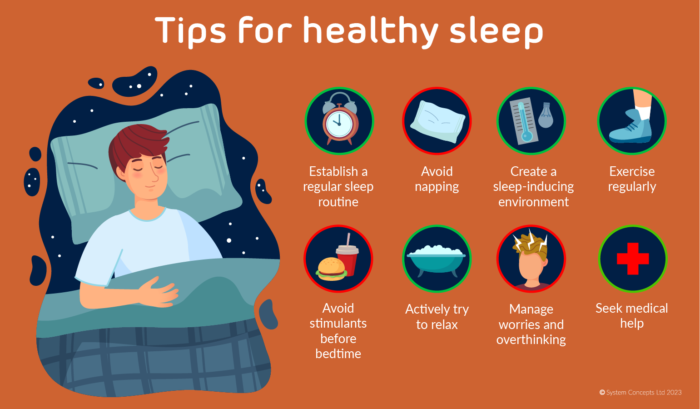 Tips for healthy sleep
Establish a
regular sleep
routine
Avoid
napping
Create a
sleep-inducing
environment
Exercise
regularly
Avoid
stimulants
before
bedtime
Actively try
to relax
Manage
worries and
overthinking
Seek medical
help
© System Concepts Ltd 2023